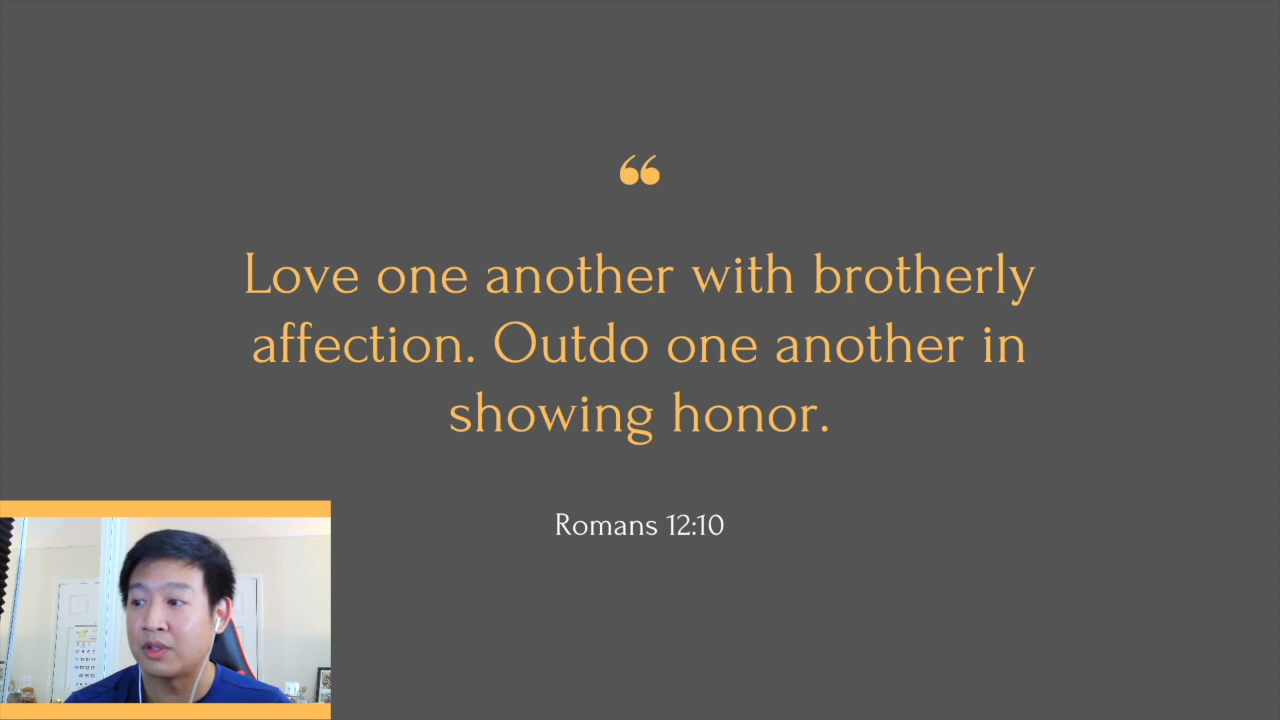 “
Love one another with brotherly
affection. Outdo one another in
showing honor.
Romans 12:10